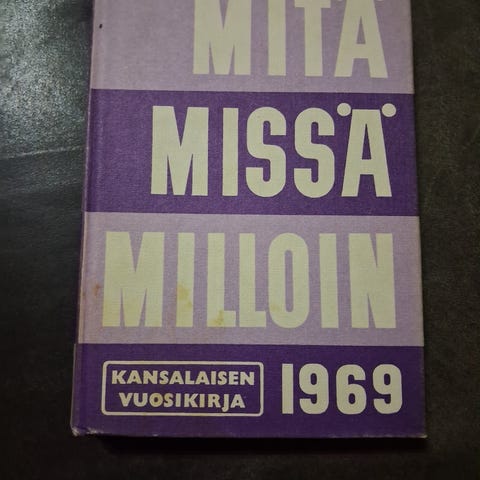 MITÄ
MISSÄ
MILLOIN
KANSALAISEN
VUOSIKIRJA
1969